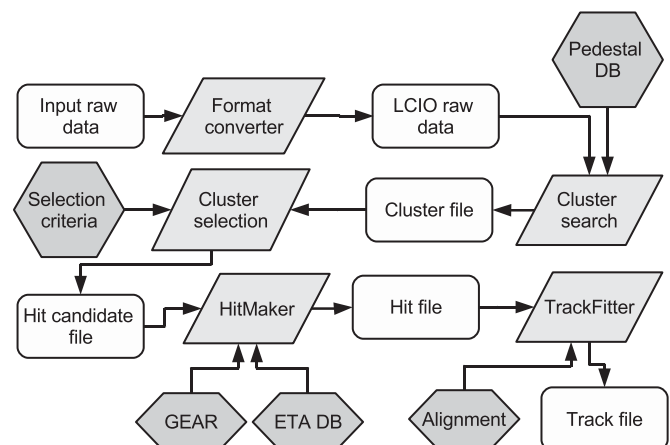 Pedestal
DB
Input raw
data
Format
converter
LCIO raw
data
Selection
criteria
Cluster
selection
Cluster file
Cluster
search
Hit candidate
file
HitMaker
Hit file
TrackFitter
GEAR
ETA DB
Alignment
Track file